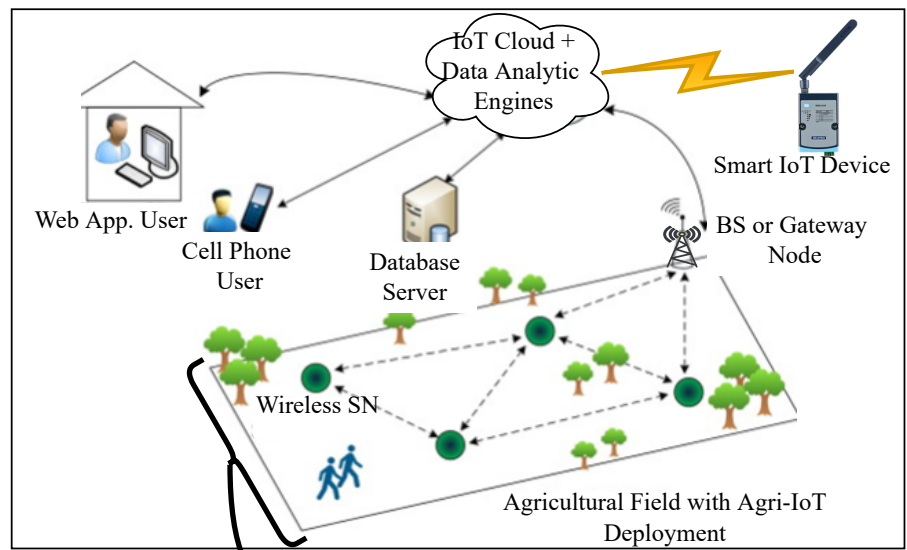 IoT Cloud +
Data Analytic
Engines
Smart IoT Device
Web App. User
Cell Phone
User
Database
Server
BS or Gateway
Node
Wireless SN
Agricultural Field with Agri-IoT
Deployment